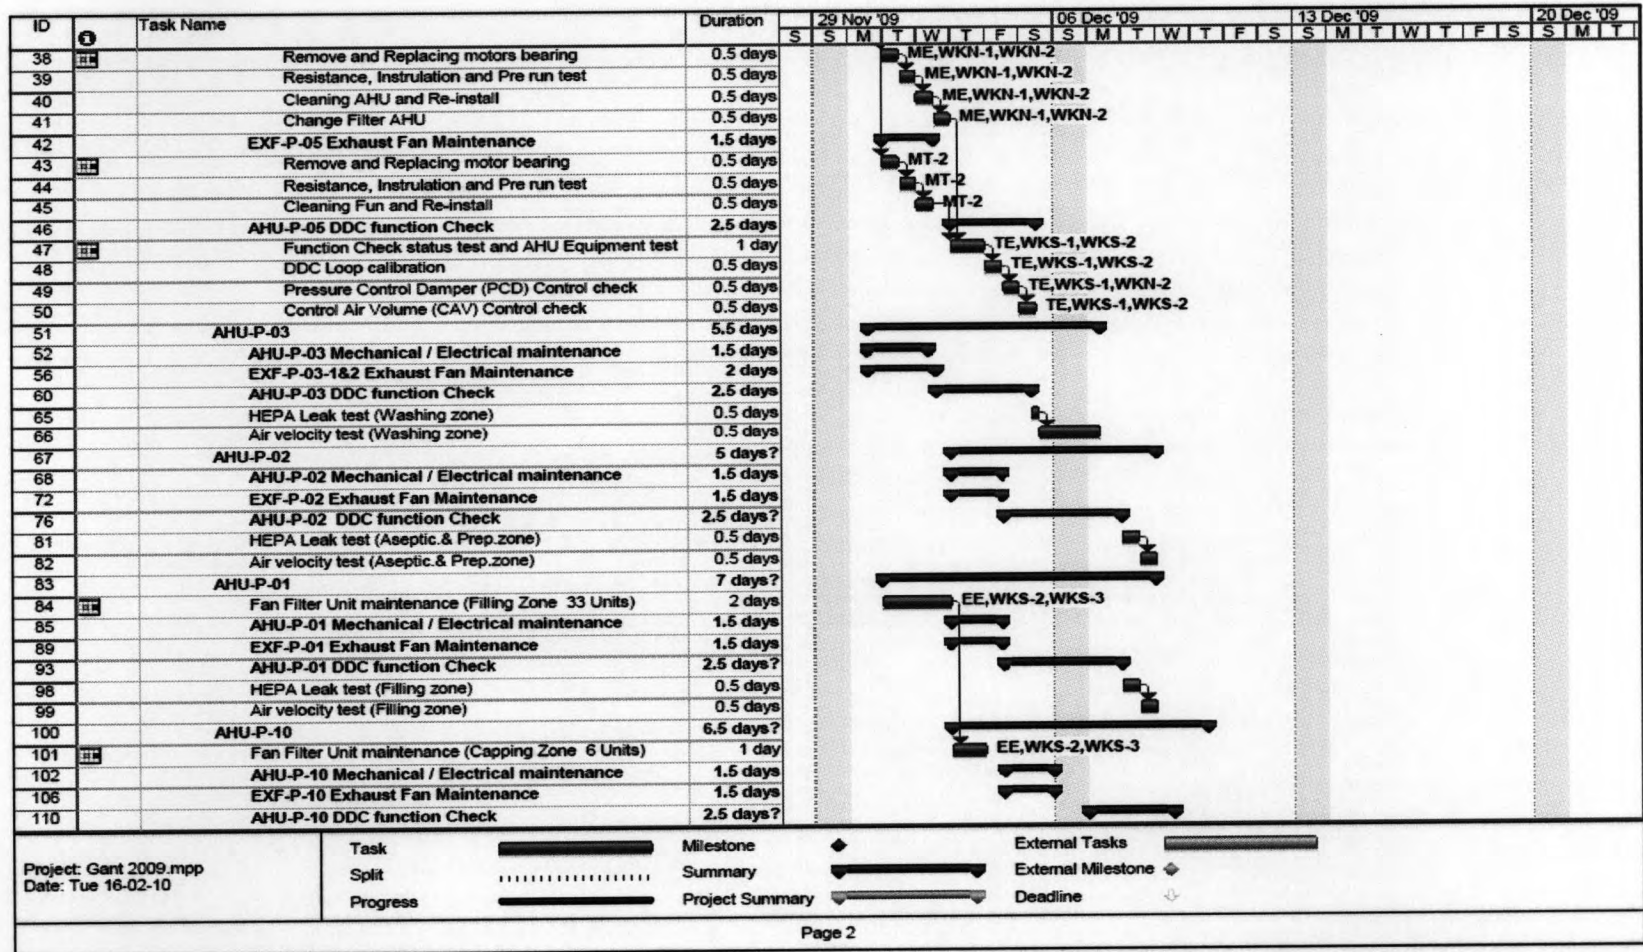 ID Task Name Duration 29 Nov '09 06 Dec '09 13 Dec '09 20 Dec '09
S S M T W T F S S M T W T F S S M T W T F S S M T
38 Remove and Replacing motors bearing 0.5 days ME,WKN-1,WKN-2
39 Resistance, Instrulation and Pre run test 0.5 days ME,WKN-1,WKN-2
40 Cleaning AHU and Re-install 0.5 days ME,WKN-1,WKN-2
41 Change Filter AHU 0.5 days ME,WKN-1,WKN-2
42 EXF-P-05 Exhaust Fan Maintenance 1.5 days
43 Remove and Replacing motor bearing 0.5 days MT-2
44 Resistance, Instrulation and Pre run test 0.5 days MT-2
45 Cleaning Fun and Re-install 0.5 days MT-2
46 AHU-P-05 DDC function Check 2.5 days
47 Function Check status test and AHU Equipment test 1 day TE,WKS-1,WKS-2
48 DDC Loop calibration 0.5 days TE,WKS-1,WKS-2
49 Pressure Control Damper (PCD) Control check 0.5 days TE,WKS-1,WKN-2
50 Control Air Volume (CAV) Control check 0.5 days TE,WKS-1,WKS-2
51 AHU-P-03 5.5 days
52 AHU-P-03 Mechanical / Electrical maintenance 1.5 days
56 EXF-P-03-1&2 Exhaust Fan Maintenance 2 days
60 AHU-P-03 DDC function Check 2.5 days
65 HEPA Leak test (Washing zone) 0.5 days
66 Air velocity test (Washing zone) 0.5 days
67 AHU-P-02 5 days?
68 AHU-P-02 Mechanical / Electrical maintenance 1.5 days
72 EXF-P-02 Exhaust Fan Maintenance 1.5 days
76 AHU-P-02 DDC function Check 2.5 days?
81 HEPA Leak test (Aseptic.& Prep.zone) 0.5 days
82 Air velocity test (Aseptic.& Prep.zone) 0.5 days
83 AHU-P-01 7 days?
84 Fan Filter Unit maintenance (Filling Zone 33 Units) 2 days EE,WKS-2,WKS-3
85 AHU-P-01 Mechanical / Electrical maintenance 1.5 days
89 EXF-P-01 Exhaust Fan Maintenance 1.5 days
93 AHU-P-01 DDC function Check 2.5 days?
98 HEPA Leak test (Filling zone) 0.5 days
99 Air velocity test (Filling zone) 0.5 days
100 AHU-P-10 6.5 days?
101 Fan Filter Unit maintenance (Capping Zone 6 Units) 1 day EE,WKS-2,WKS-3
102 AHU-P-10 Mechanical / Electrical maintenance 1.5 days
106 EXF-P-10 Exhaust Fan Maintenance 1.5 days
110 AHU-P-10 DDC function Check 2.5 days?
Project: Gant 2009.mpp
Date: Tue 16-02-10
Task Milestone External Tasks
Split Summary External Milestone
Progress Project Summary Deadline
Page 2